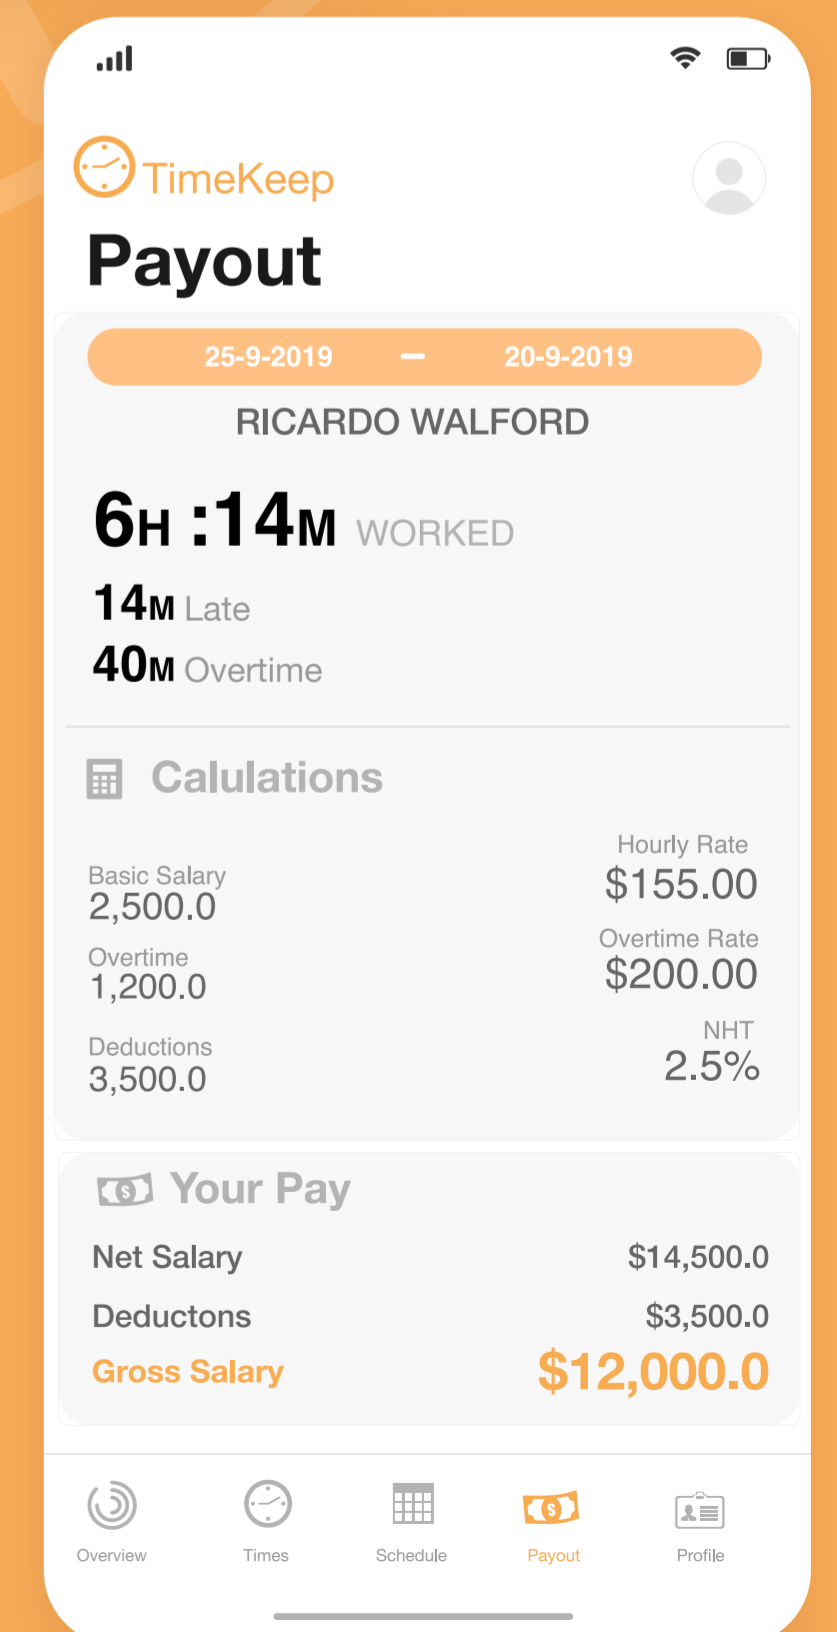 TimeKeep
Payout
25-9-2019 – 20-9-2019
RICARDO WALFORD
6H :14M WORKED
14M Late
40M Overtime
Calulations
Hourly Rate
$155.00
Basic Salary
2,500.0
Overtime Rate
$200.00
Overtime
1,200.0
NHT
2.5%
Deductions
3,500.0
$ Your Pay
Net Salary $14,500.0
Deductons $3,500.0
Gross Salary $12,000.0
$
Overview Times Schedule Payout Profile